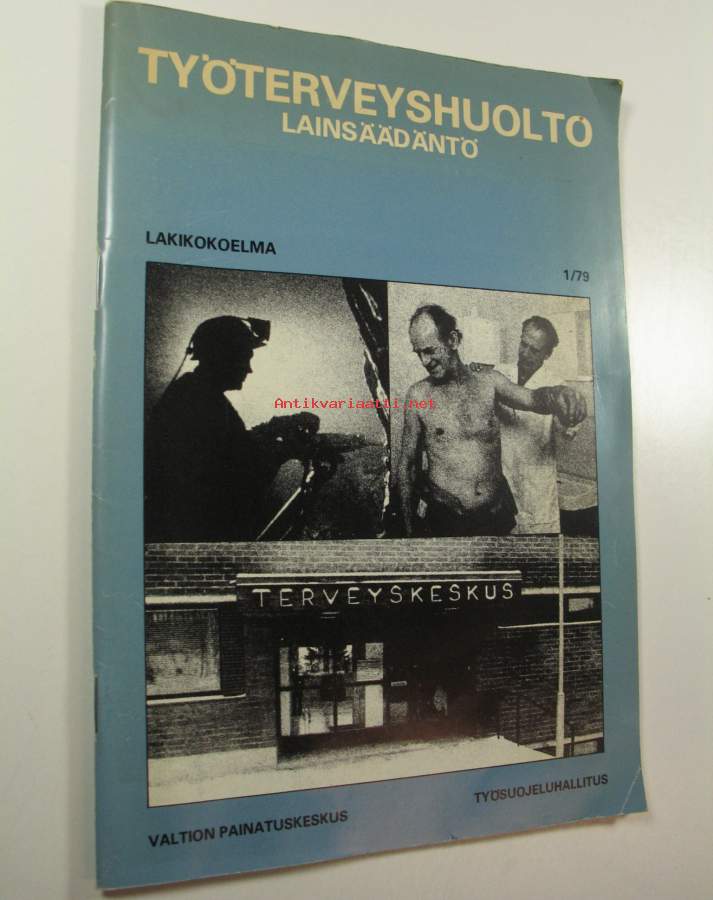 TYÖTERVEYSHUOLTO
LAINSÄÄDÄNTÖ
LAKIKOKOELMA
1/79
Antikvariaatti.net
TERVEYSKESKUS
VALTION PAINATUSKESKUS
TYÖSUOJELUHALLITUS